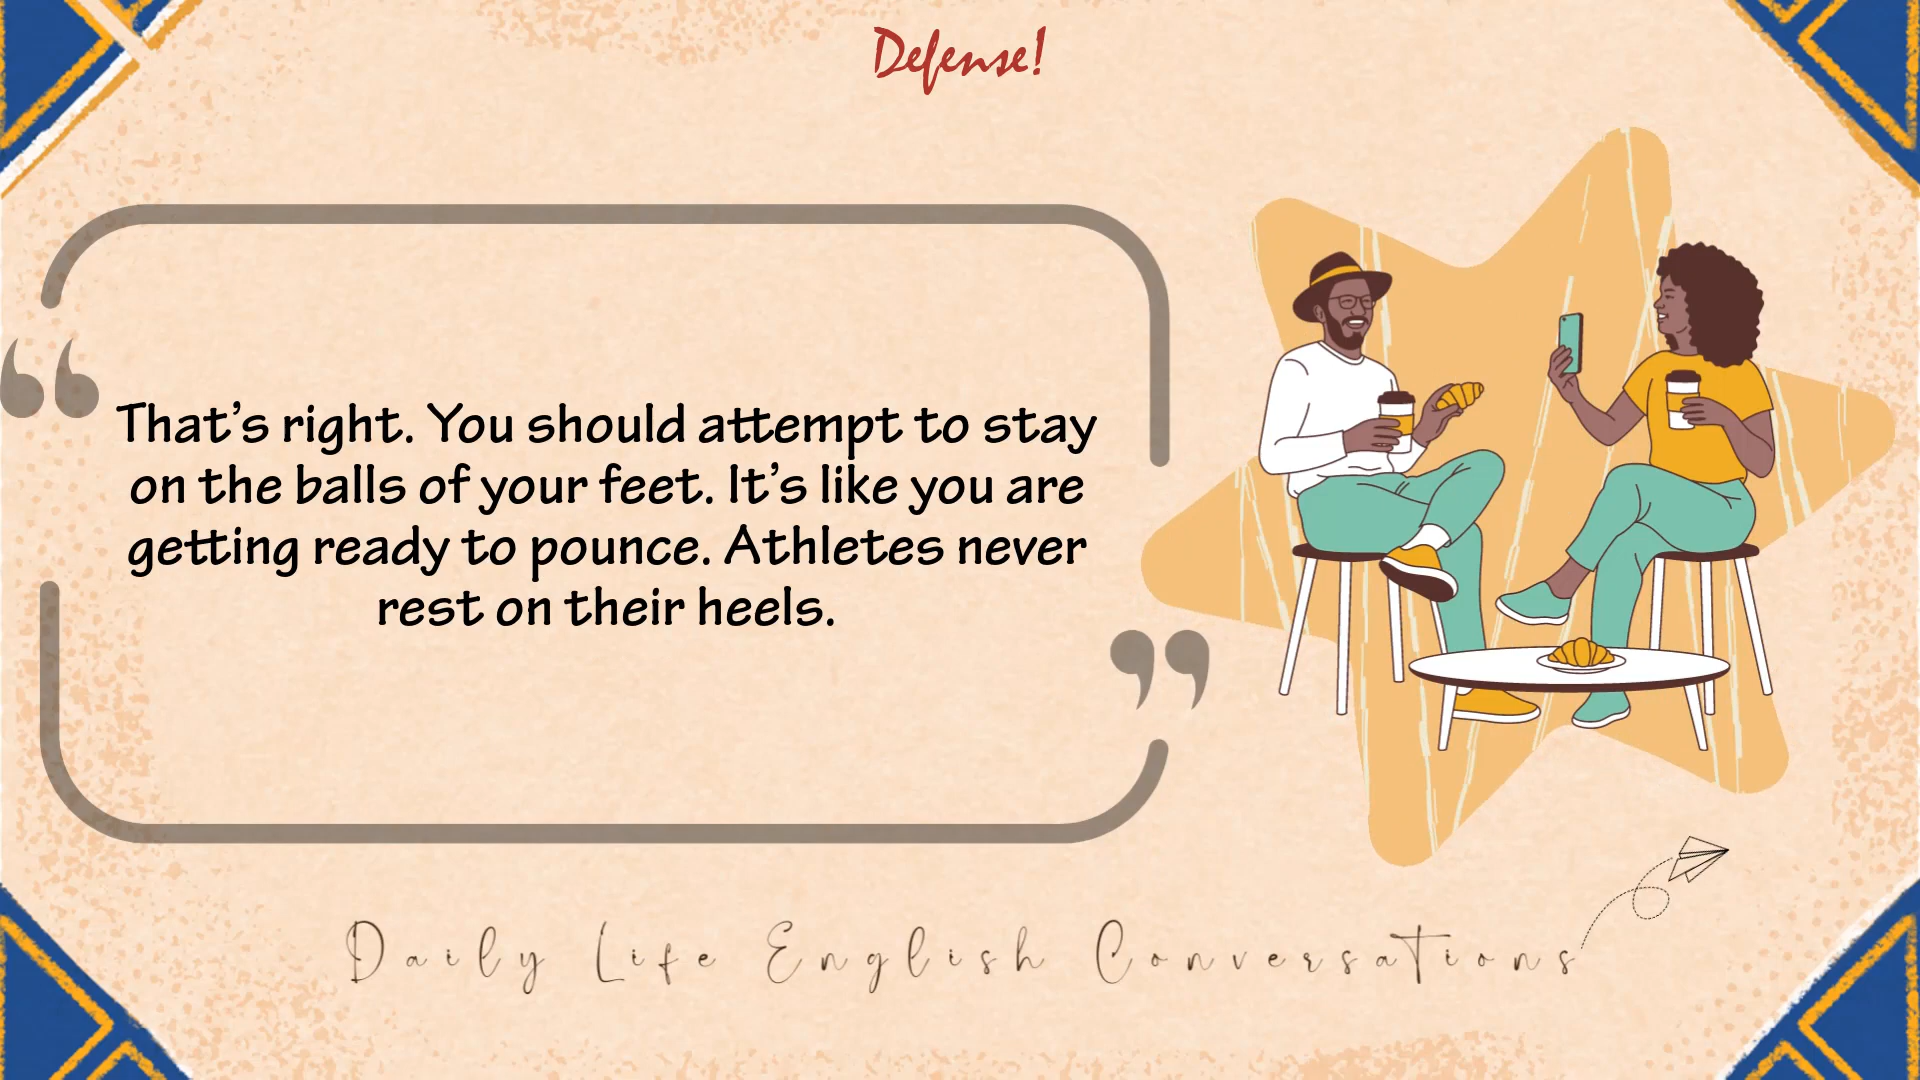 Defense!
That’s right. You should attempt to stay
on the balls of your feet. It’s like you are
getting ready to pounce. Athletes never
rest on their heels.
Daily Life English ConversaTions